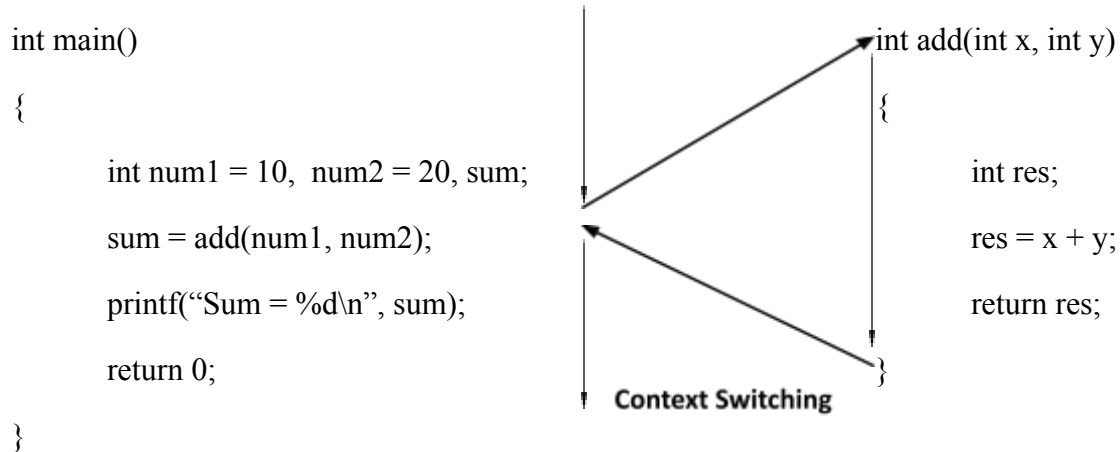 int main()
{
int num1 = 10, num2 = 20, sum;
sum = add(num1, num2);
printf(“Sum = %d\n”, sum);
return 0;
}
int add(int x, int y)
{
int res;
res = x + y;
return res;
}
Context Switching